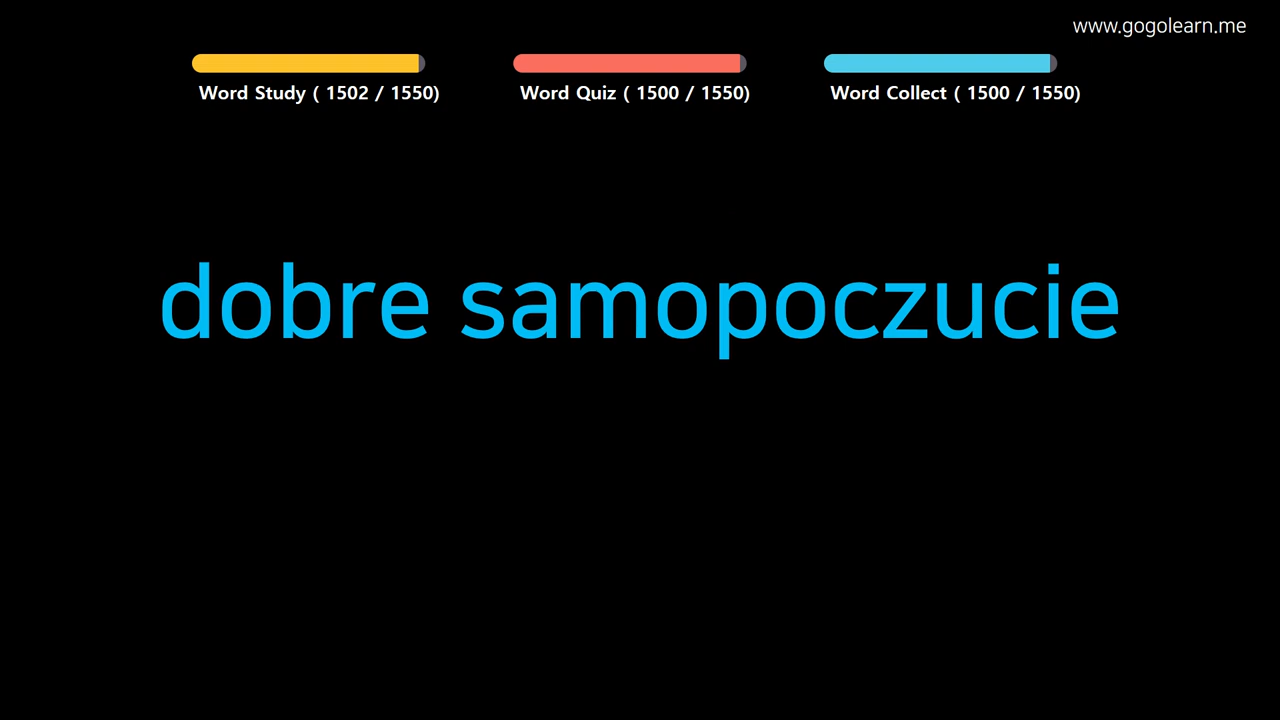 www.gogolearn.me
Word Study ( 1502 / 1550)
Word Quiz ( 1500 / 1550)
Word Collect ( 1500 / 1550)
dobre samopoczucie